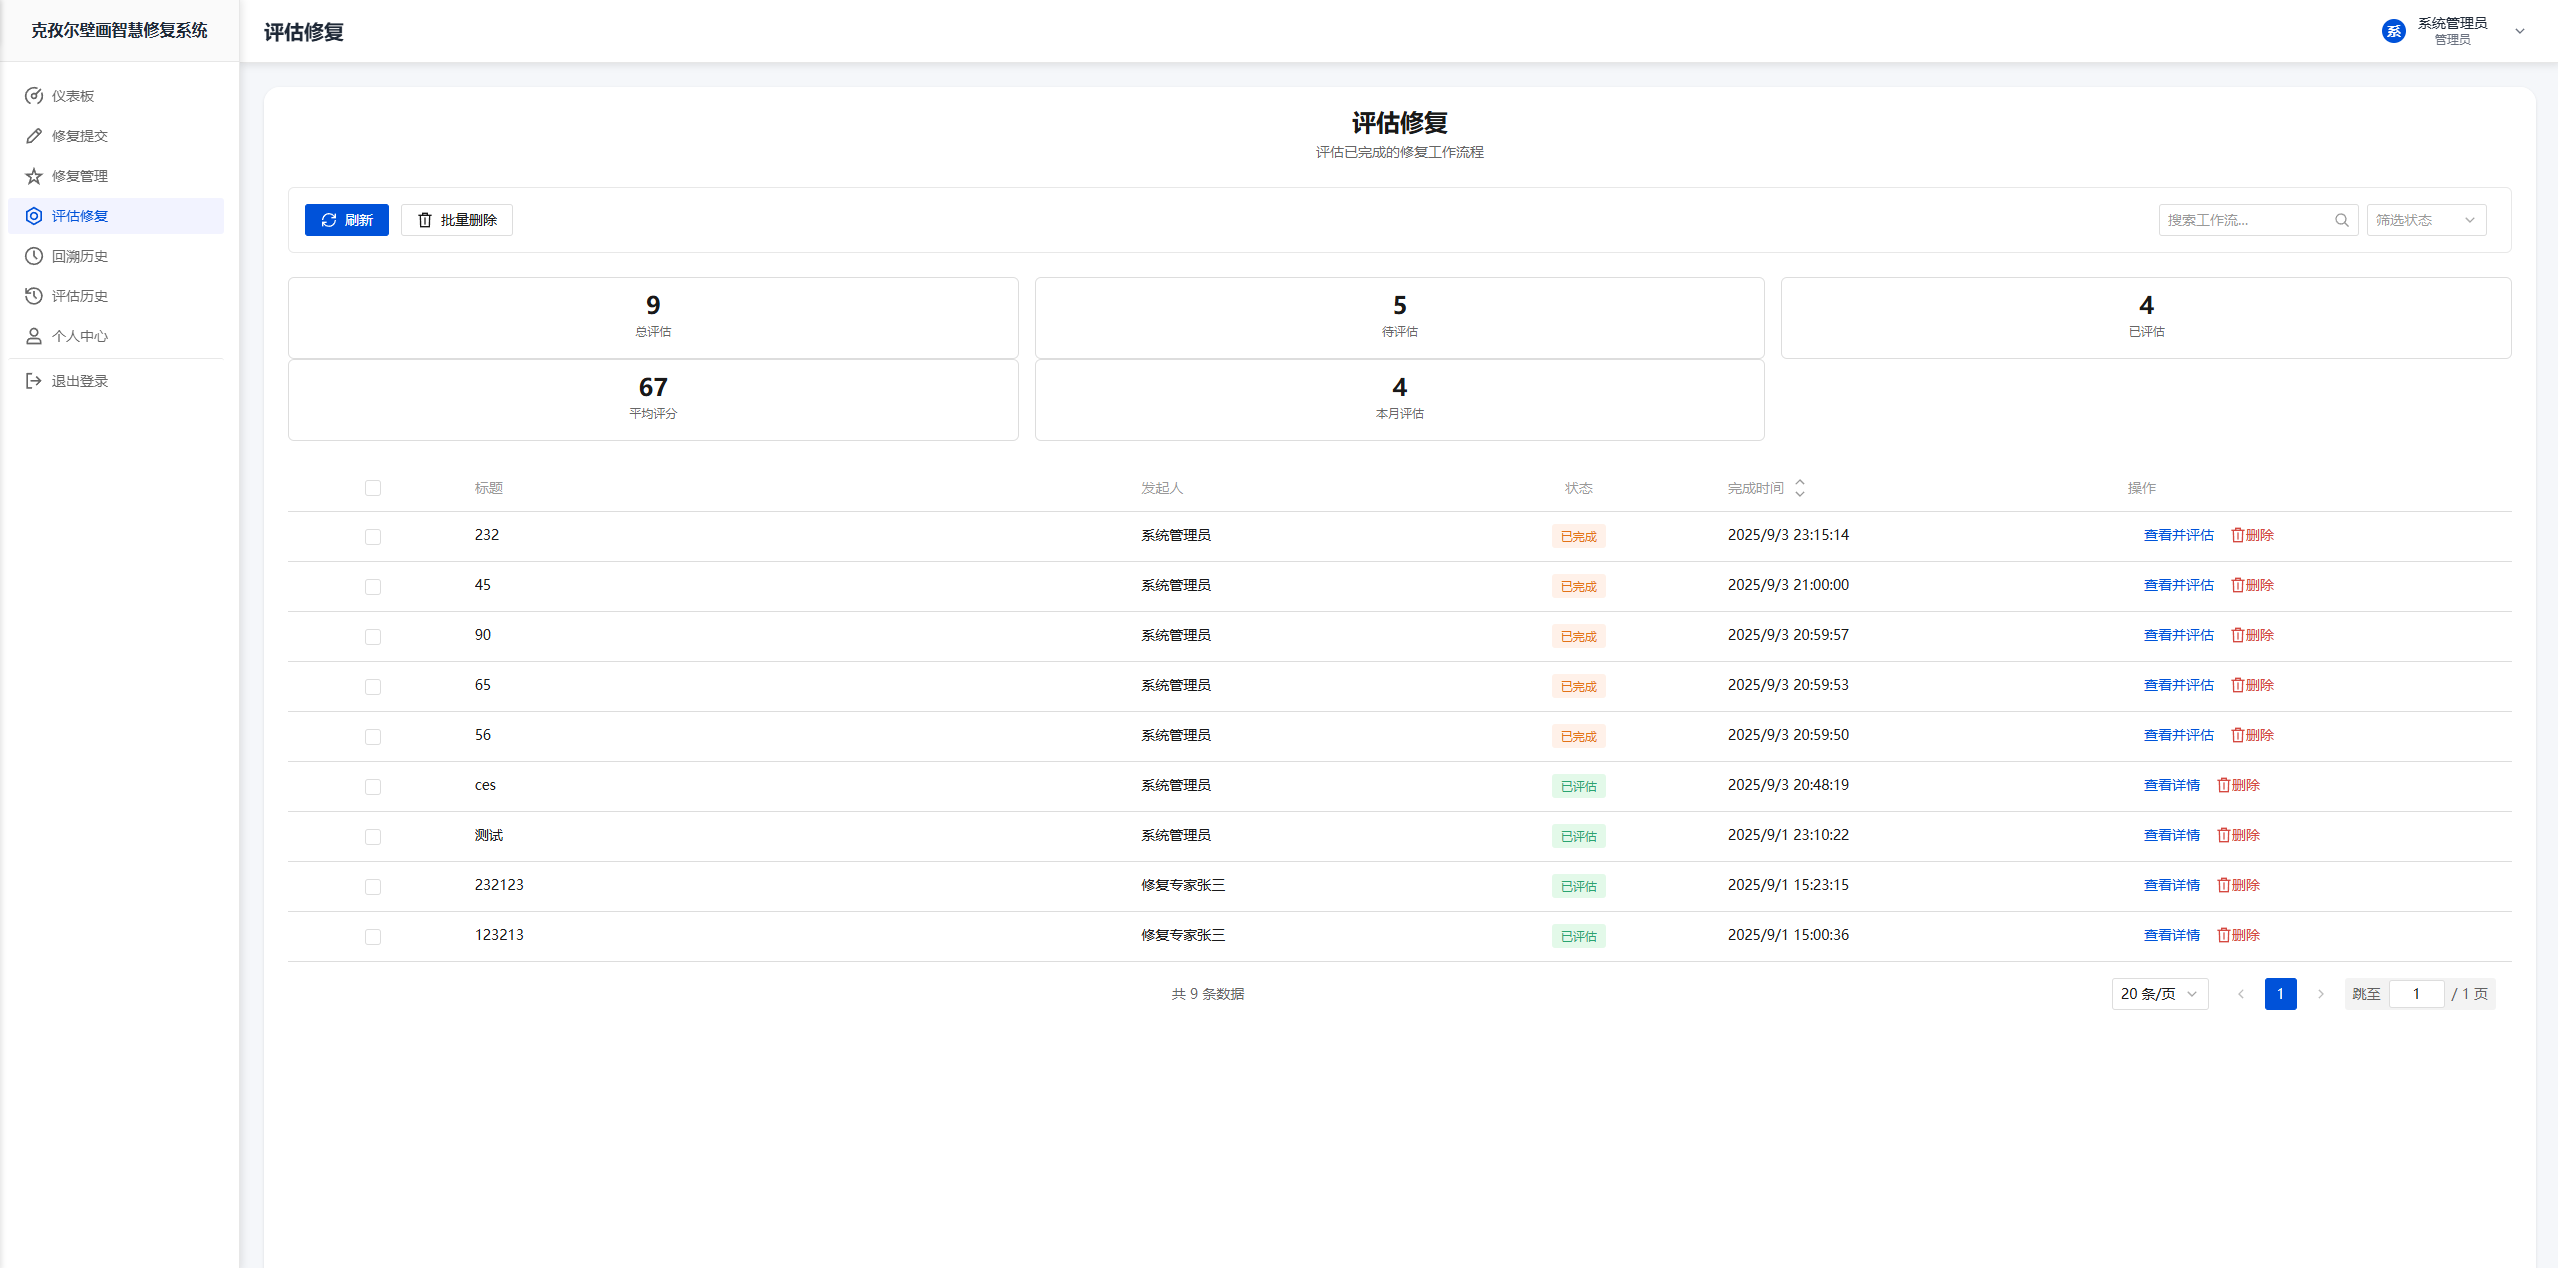 克孜尔壁画智慧修复系统
评估修复
系
系统管理员
管理员
仪表板
修复提交
修复管理
评估修复
回溯历史
评估历史
个人中心
退出登录
评估修复
评估已完成的修复工作流程
刷新
批量删除
搜索工作流...
筛选状态
9
总评估
5
待评估
4
已评估
67
平均评分
4
本月评估
标题 发起人 状态 完成时间 操作
232 系统管理员 已完成 2025/9/3 23:15:14 查看并评估 删除
45 系统管理员 已完成 2025/9/3 21:00:00 查看并评估 删除
90 系统管理员 已完成 2025/9/3 20:59:57 查看并评估 删除
65 系统管理员 已完成 2025/9/3 20:59:53 查看并评估 删除
56 系统管理员 已完成 2025/9/3 20:59:50 查看并评估 删除
ces 系统管理员 已评估 2025/9/3 20:48:19 查看详情 删除
测试 系统管理员 已评估 2025/9/1 23:10:22 查看详情 删除
232123 修复专家张三 已评估 2025/9/1 15:23:15 查看详情 删除
123213 修复专家张三 已评估 2025/9/1 15:00:36 查看详情 删除
共 9 条数据 20 条/页 1 跳至 1 / 1 页